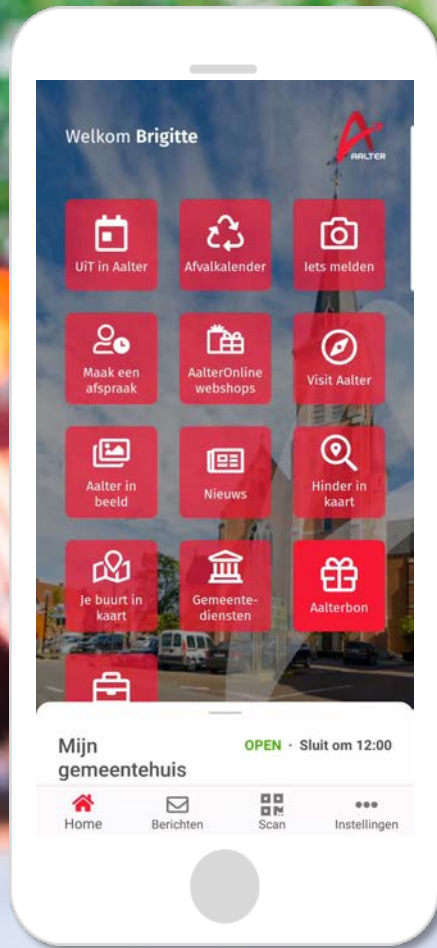 Welkom Brigitte
AALTER
UiT in Aalter
Afvalkalender
Iets melden
Maak een
afspraak
AalterOnline
webshops
Visit Aalter
Aalter in
beeld
Nieuws
Hinder in
kaart
Je buurt in
kaart
Gemeente-
diensten
Aalterbon
Mijn
gemeentehuis
OPEN · Sluit om 12:00
Home
Berichten
Scan
Instellingen